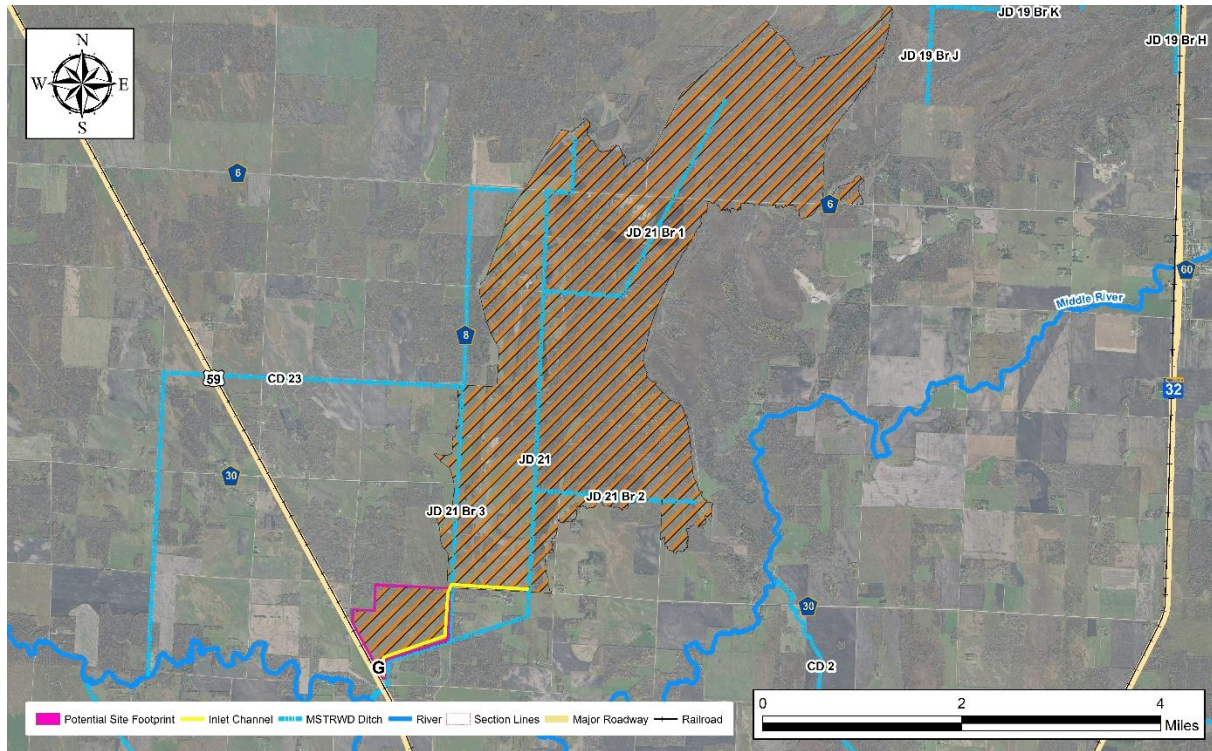 JD 19 Br K
N
JD 19 Br H
JD 19 Br J
W E
S
6
6
JD 21 Br 1
60
Middle River
8
59
CD 23
32
JD 21
30
JD 21 Br 2
JD 21 Br 3
30
G
CD 2
0 2 4
Miles
Potential Site Footprint Inlet Channel MSTRWD Ditch River Section Lines Major Roadway Railroad